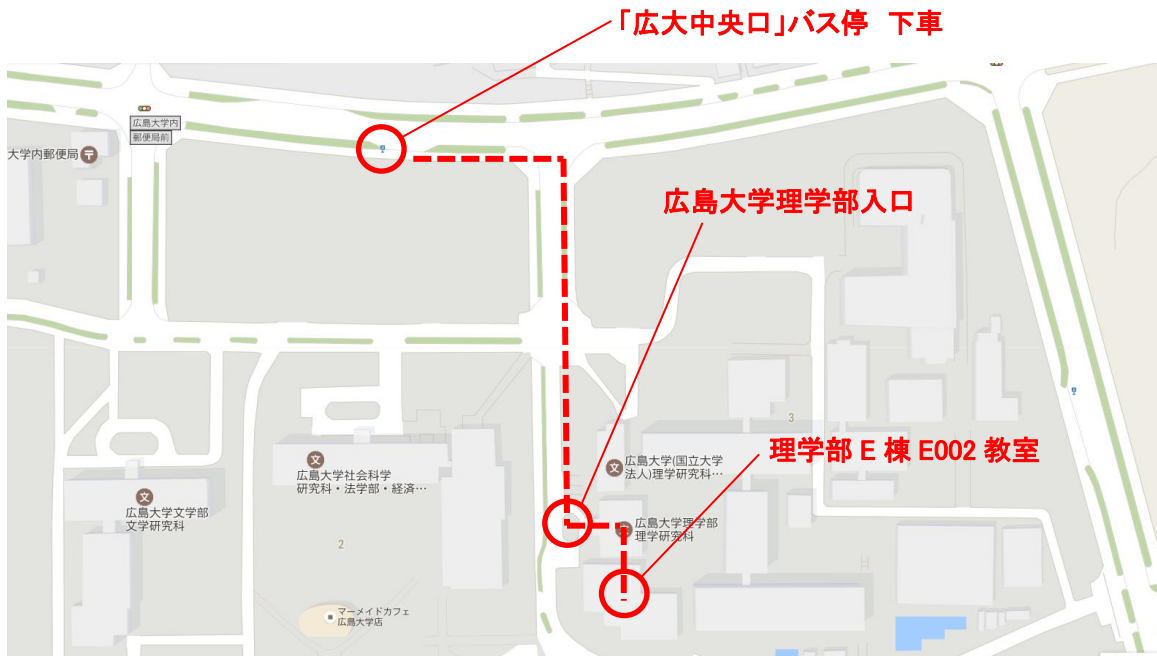 「広大中央口」バス停　下車
広島大学内
郵便局前
大学内郵便局
広島大学理学部入口
3
理学部 E 棟 E002 教室
広島大学社会科学
研究科・法学部・経済…
広島大学(国立大学
法人)理学研究科…
広島大学文学部
文学研究科
広島大学理学部
理学研究科
2
マーメイドカフェ
広島大学店